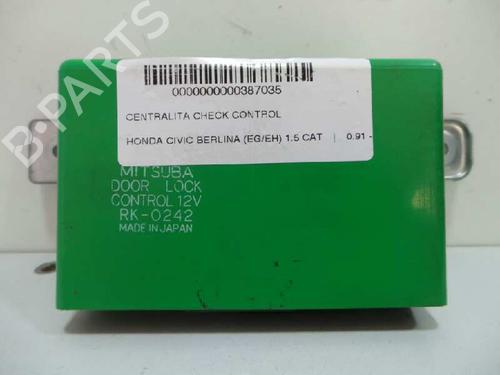 0000000000387035
CENTRALITA CHECK CONTROL
HONDA CIVIC BERLINA (EG/EH) 1.5 CAT | 0.91 -
MITSUBA
DOOR LOCK
CONTROL 12V
RK-0242
MADE IN JAPAN
B-PARTS